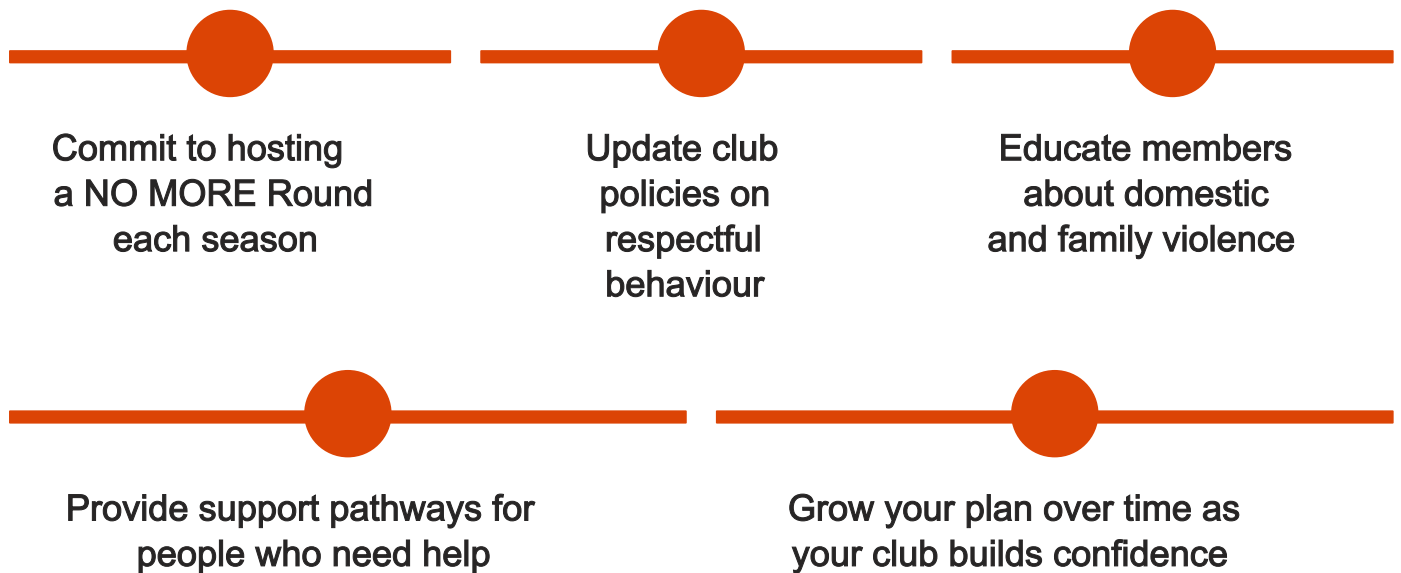 Commit to hosting
a NO MORE Round
each season
Update club
policies on
respectful
behaviour
Educate members
about domestic
and family violence
Provide support pathways for
people who need help
Grow your plan over time as
your club builds confidence